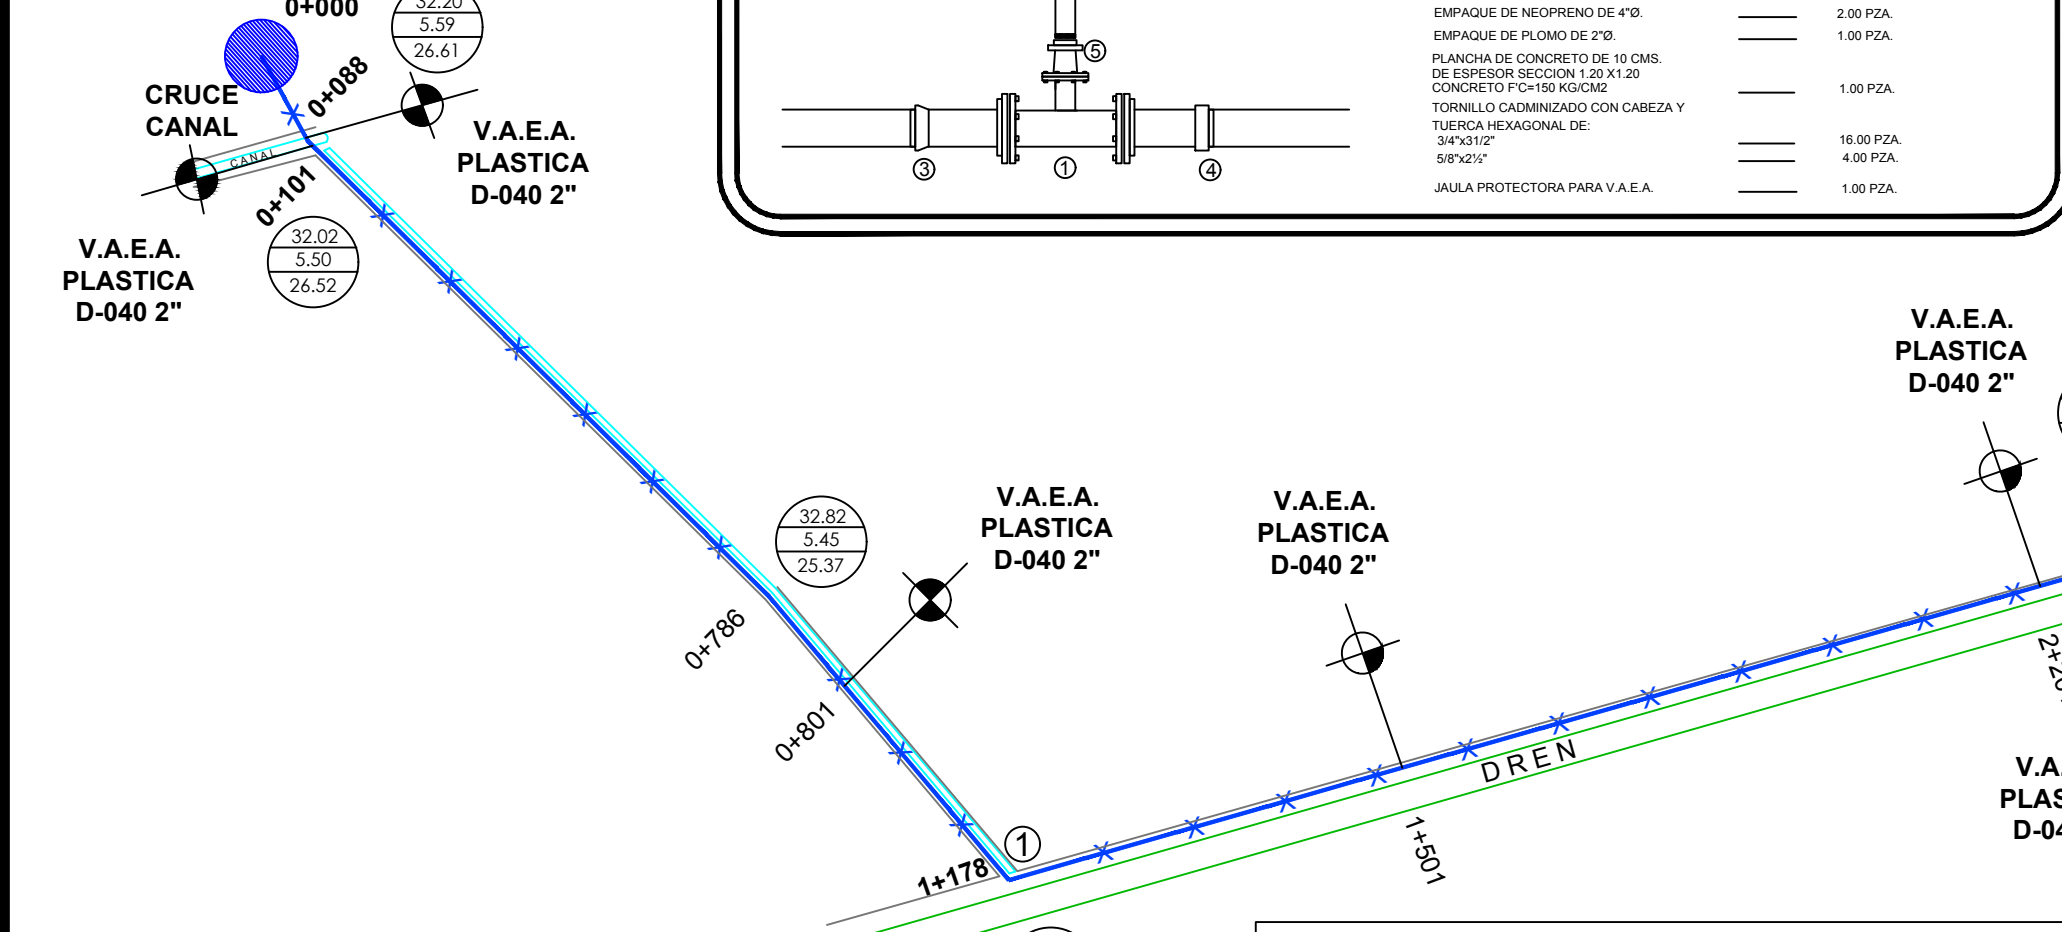 0+000
32.20
5.59
26.61
CRUCE
CANAL
0+088
V.A.E.A.
PLASTICA
D-040 2"
CANAL
0+101
V.A.E.A.
PLASTICA
D-040 2"
32.02
5.50
26.52
5
3
1
4
EMPAQUE DE NEOPRENO DE 4"Ø. 2.00 PZA.
EMPAQUE DE PLOMO DE 2"Ø. 1.00 PZA.
PLANCHA DE CONCRETO DE 10 CMS.
DE ESPESOR SECCION 1.20 X1.20
CONCRETO F'C=150 KG/CM2 1.00 PZA.
TORNILLO CADMINIZADO CON CABEZA Y
TUERCA HEXAGONAL DE:
3/4"x31/2" 16.00 PZA.
5/8"x2½" 4.00 PZA.
JAULA PROTECTORA PARA V.A.E.A. 1.00 PZA.
V.A.E.A.
PLASTICA
D-040 2"
32.82
5.45
25.37
V.A.E.A.
PLASTICA
D-040 2"
V.A.E.A.
PLASTICA
D-040 2"
0+786
0+801
DREN
1
1+178
1+501